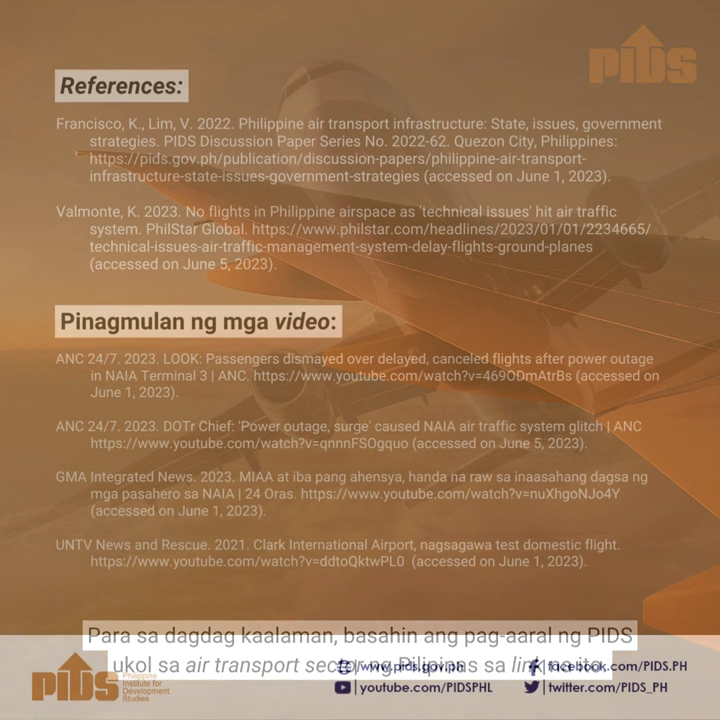 PIDS
References:
Francisco, K., Lim, V. 2022. Philippine air transport infrastructure: State, issues, government
strategies. PIDS Discussion Paper Series No. 2022-62. Quezon City, Philippines:
https://pids.gov.ph/publication/discussion-papers/philippine-air-transport-
infrastructure-state-issues-government-strategies (accessed on June 1, 2023).
Valmonte, K. 2023. No flights in Philippine airspace as 'technical issues' hit air traffic
system. PhilStar Global. https://www.philstar.com/headlines/2023/01/01/2234665/
technical-issues-air-traffic-management-system-delay-flights-ground-planes
(accessed on June 5, 2023).
Pinagmulan ng mga video:
ANC 24/7. 2023. LOOK: Passengers dismayed over delayed, canceled flights after power outage
in NAIA Terminal 3 | ANC. https://www.youtube.com/watch?v=469ODmAtrBs (accessed on
June 1, 2023).
ANC 24/7. 2023. DOTr Chief: 'Power outage, surge' caused NAIA air traffic system glitch | ANC
https://www.youtube.com/watch?v=qnnnFSOgquo (accessed on June 5, 2023).
GMA Integrated News. 2023. MIAA at iba pang ahensya, handa na raw sa inaasahang dagsa ng
mga pasahero sa NAIA | 24 Oras. https://www.youtube.com/watch?v=nuXhgoNJo4Y
(accessed on June 1, 2023).
UNTV News and Rescue. 2021. Clark International Airport, nagsagawa test domestic flight.
https://www.youtube.com/watch?v=ddtoQktwPL0 (accessed on June 1, 2023).
Para sa dagdag kaalaman, basahin ang pag-aaral ng PIDS
ukol sa air transport sector ng Pilipinas sa link na ito:
PIDS
Philippine
Institute for
Development
Studies
www.pids.gov.ph
facebook.com/PIDS.PH
youtube.com/PIDSPHL
twitter.com/PIDS_PH